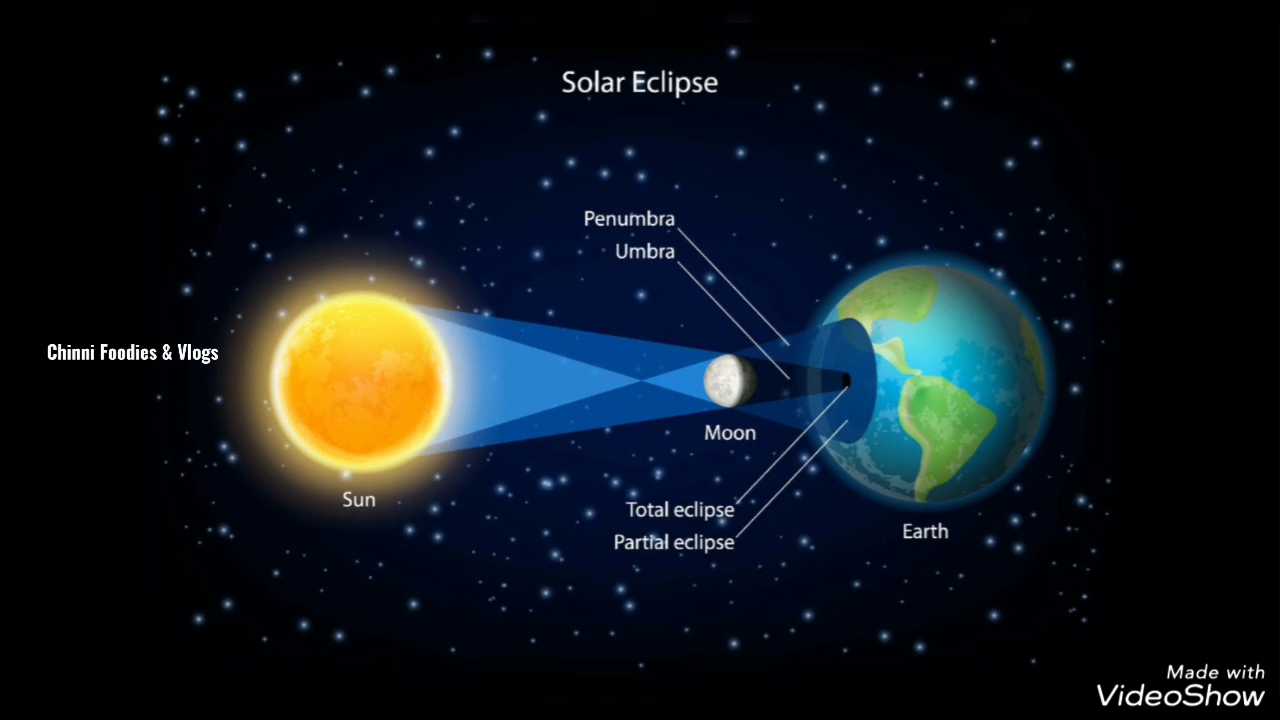 Solar Eclipse
Penumbra
Umbra
Chinni Foodies & Vlogs
Moon
Sun
Total eclipse
Partial eclipse
Earth
Made with
VideoShow